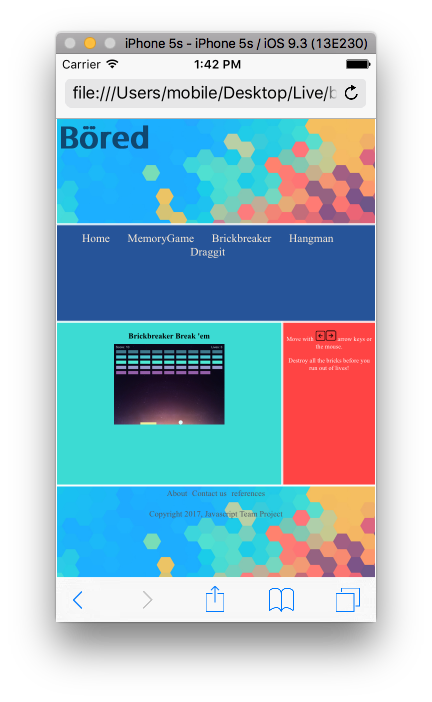 iPhone 5s - iPhone 5s / iOS 9.3 (13E230)
Carrier 1:42 PM
file:///Users/mobile/Desktop/Live/b
Böred
Home MemoryGame Brickbreaker Hangman
Draggit
Brickbreaker Break 'em
Move with arrow keys or
the mouse.
Destroy all the bricks before you
run out of lives!
About Contact us references
Copyright 2017, Javascript Team Project